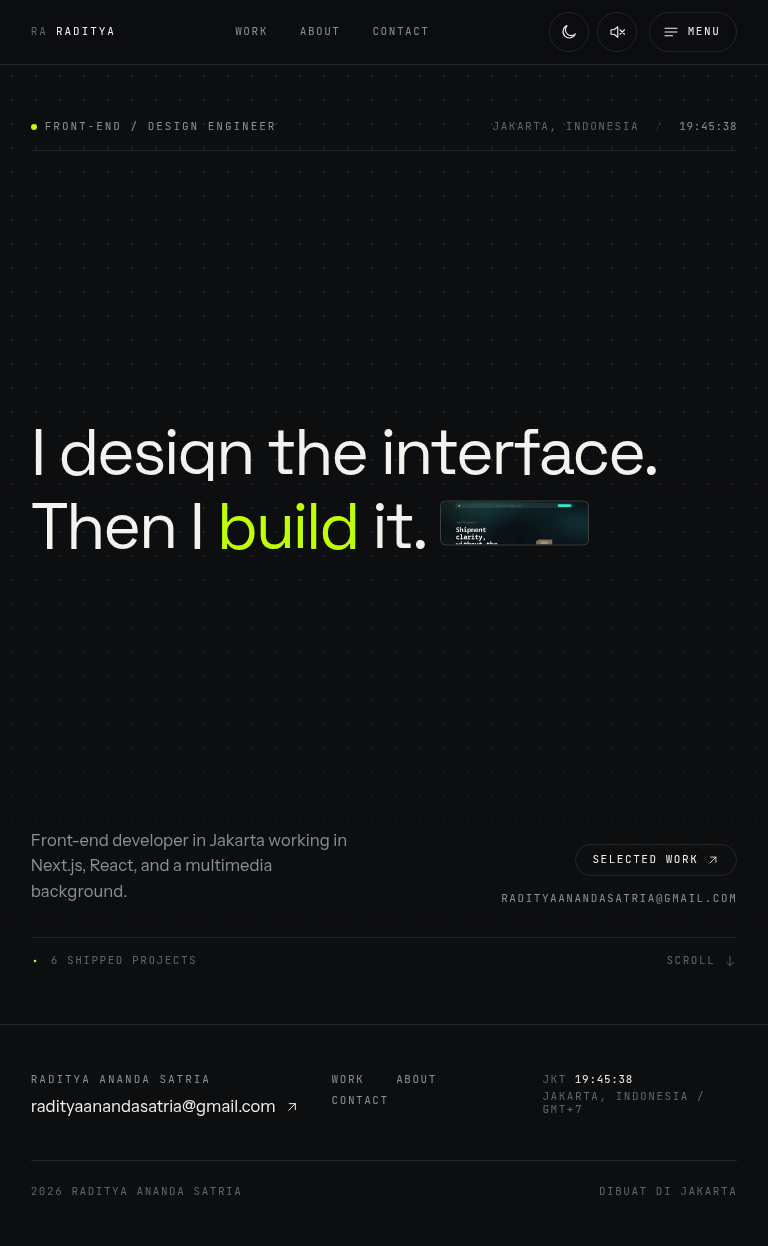 RA RADITYA
WORK ABOUT CONTACT
MENU
FRONT-END / DESIGN ENGINEER
JAKARTA, INDONESIA / 19:45:38
I design the interface.
Then I build it.
Shipment
clarity,
without the
Front-end developer in Jakarta working in
Next.js, React, and a multimedia
background.
SELECTED WORK
RADITYAANANDASATRIA@GMAIL.COM
6 SHIPPED PROJECTS
SCROLL
RADITYA ANANDA SATRIA
radityaanandasatria@gmail.com
WORK ABOUT
CONTACT
JKT 19:45:38
JAKARTA, INDONESIA /
GMT+7
2026 RADITYA ANANDA SATRIA
DIBUAT DI JAKARTA